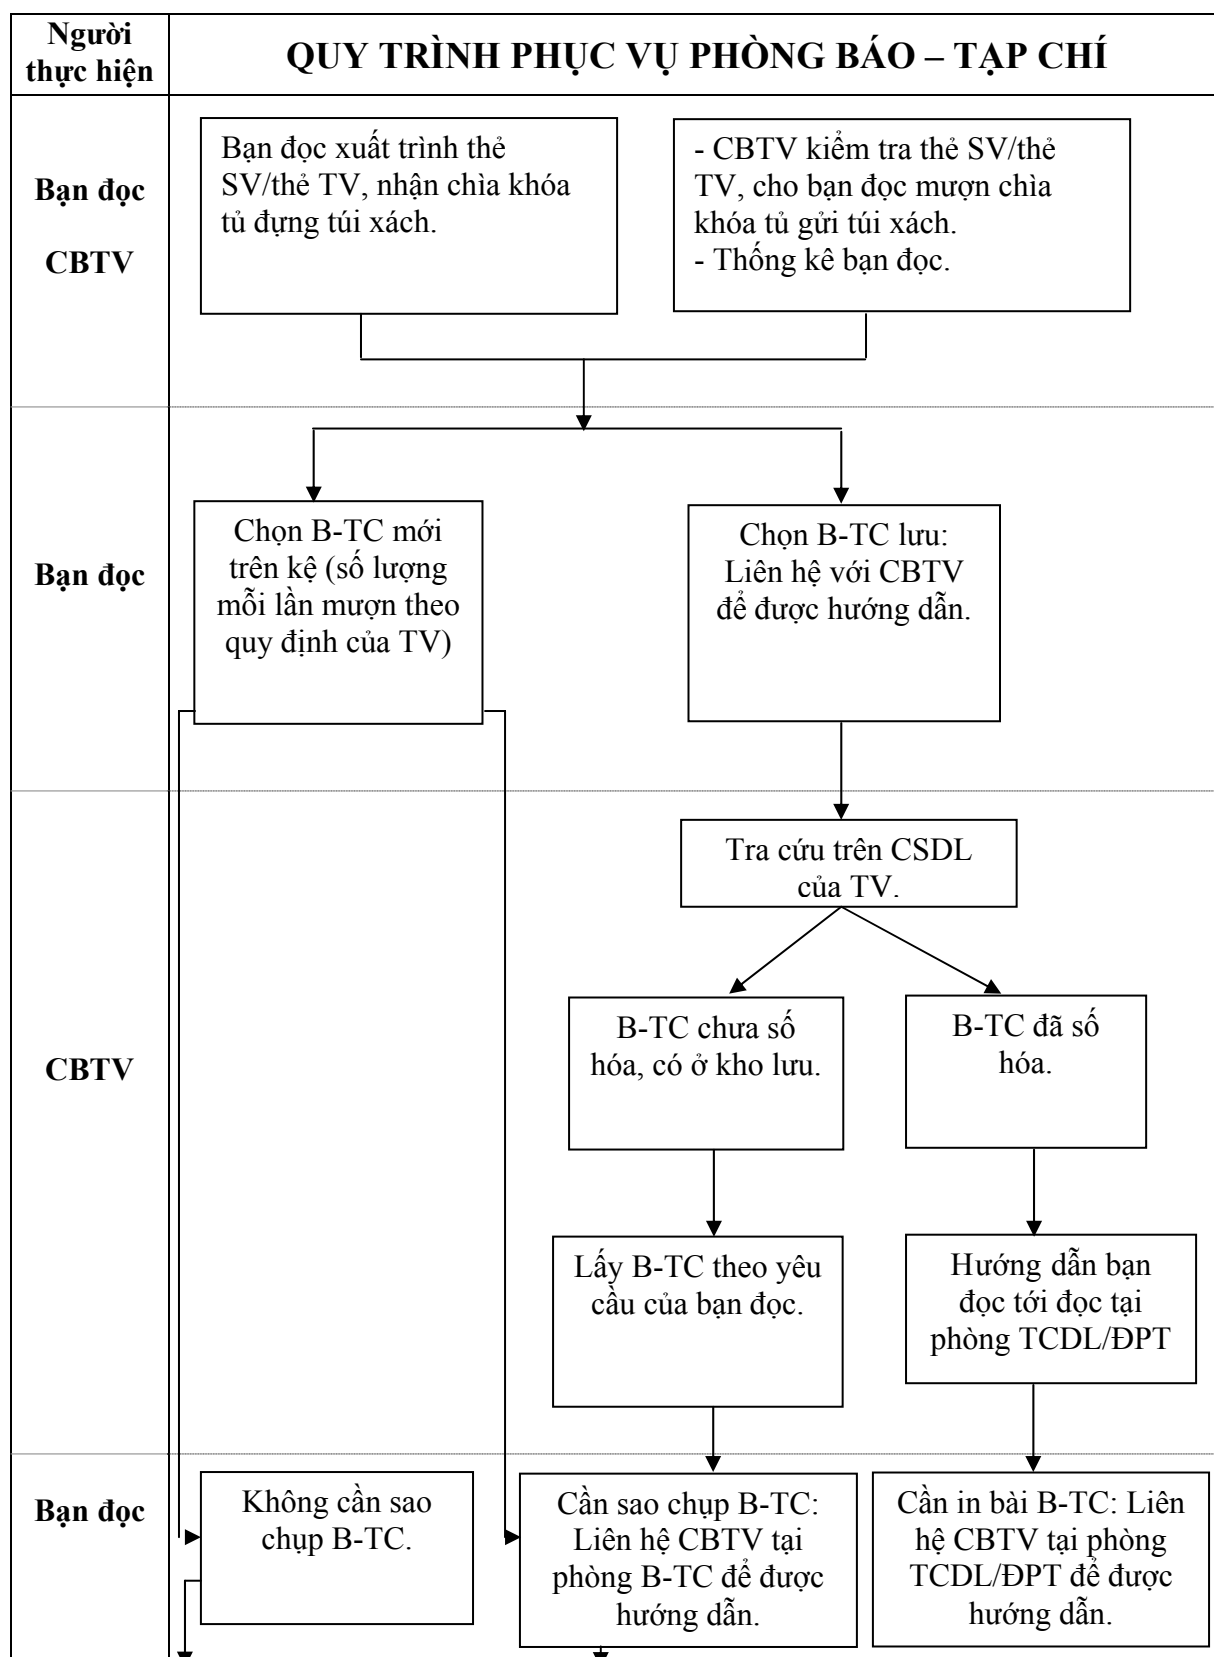 Người
thực hiện
QUY TRÌNH PHỤC VỤ PHÒNG BÁO – TẠP CHÍ
Bạn đọc
CBTV
Bạn đọc xuất trình thẻ
SV/thẻ TV, nhận chìa khóa
tủ đựng túi xách.
- CBTV kiểm tra thẻ SV/thẻ
TV, cho bạn đọc mượn chìa
khóa tủ gửi túi xách.
- Thống kê bạn đọc.
Bạn đọc
Chọn B-TC mới
trên kệ (số lượng
mỗi lần mượn theo
quy định của TV)
Chọn B-TC lưu:
Liên hệ với CBTV
để được hướng dẫn.
CBTV
Tra cứu trên CSDL
của TV.
B-TC chưa số
hóa, có ở kho lưu.
B-TC đã số
hóa.
Lấy B-TC theo yêu
cầu của bạn đọc.
Hướng dẫn bạn
đọc tới đọc tại
phòng TCDL/ĐPT
Bạn đọc
Không cần sao
chụp B-TC.
Cần sao chụp B-TC:
Liên hệ CBTV tại
phòng B-TC để được
hướng dẫn.
Cần in bài B-TC: Liên
hệ CBTV tại phòng
TCDL/ĐPT để được
hướng dẫn.